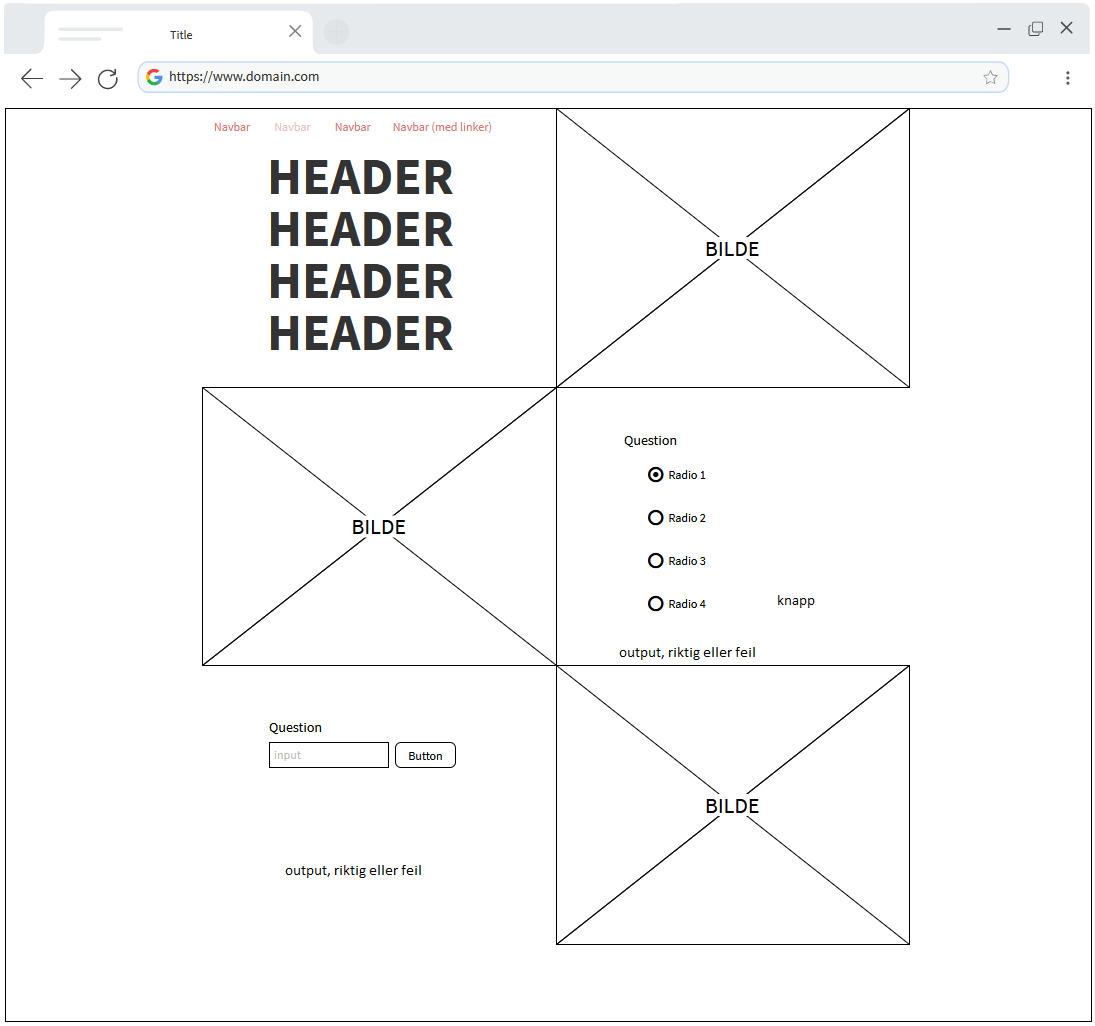 Title
https://www.domain.com
Navbar Navbar Navbar Navbar (med linker)
HEADER
HEADER
HEADER
HEADER
BILDE
BILDE
Question
Radio 1
Radio 2
Radio 3
Radio 4
knapp
output, riktig eller feil
Question
input
Button
output, riktig eller feil
BILDE